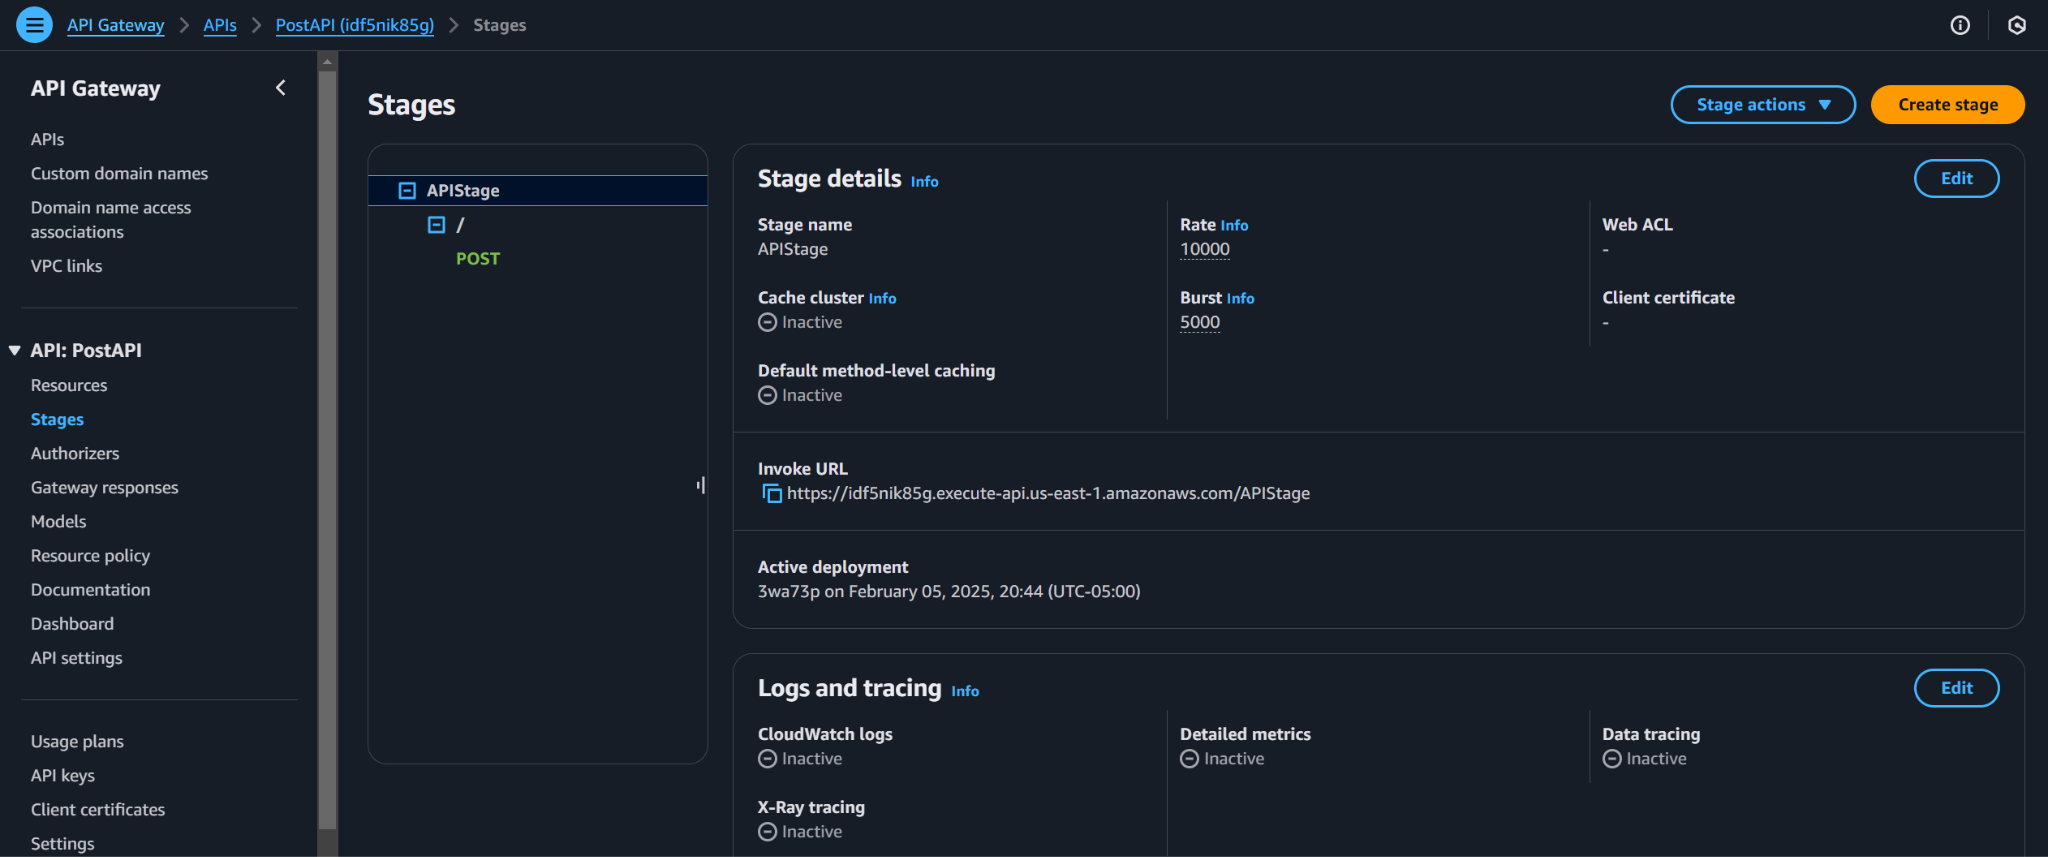 API Gateway
APIs
PostAPI (idf5nik85g)
Stages
API Gateway
APIs
Custom domain names
Domain name access
associations
VPC links
API: PostAPI
Resources
Stages
Authorizers
Gateway responses
Models
Resource policy
Documentation
Dashboard
API settings
Usage plans
API keys
Client certificates
Settings
Stages
Stage actions
Create stage
APIStage
/
POST
Stage details Info
Edit
Stage name
APIStage
Rate Info
10000
Web ACL
-
Cache cluster Info
Inactive
Burst Info
5000
Client certificate
-
Default method-level caching
Inactive
Invoke URL
https://idf5nik85g.execute-api.us-east-1.amazonaws.com/APIStage
Active deployment
3wa73p on February 05, 2025, 20:44 (UTC-05:00)
Logs and tracing Info
Edit
CloudWatch logs
Inactive
Detailed metrics
Inactive
Data tracing
Inactive
X-Ray tracing
Inactive